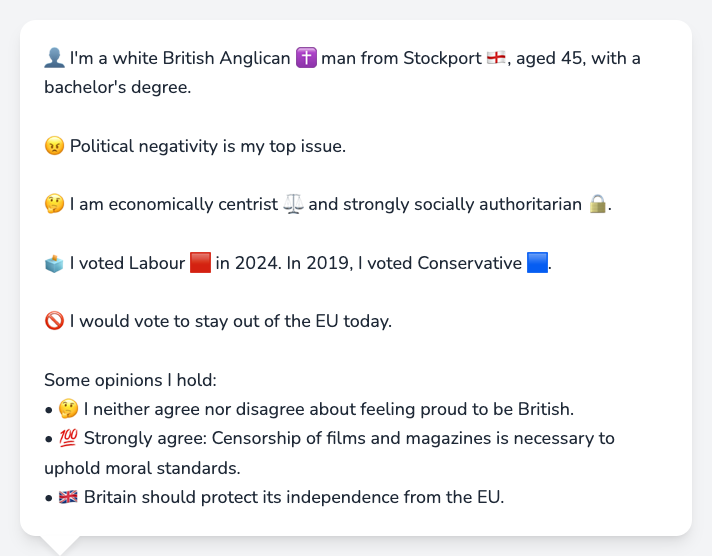 👤 I'm a white British Anglican ✝️ man from Stockport 🏴󠁧󠁢󠁥󠁮󠁧󠁿, aged 45, with a
bachelor's degree.
😠 Political negativity is my top issue.
🤔 I am economically centrist ⚖️ and strongly socially authoritarian 🔒.
🗳️ I voted Labour 🟥 in 2024. In 2019, I voted Conservative 🟦.
🚫 I would vote to stay out of the EU today.
Some opinions I hold:
• 🤔 I neither agree nor disagree about feeling proud to be British.
• 💯 Strongly agree: Censorship of films and magazines is necessary to
uphold moral standards.
• 🇬🇧 Britain should protect its independence from the EU.